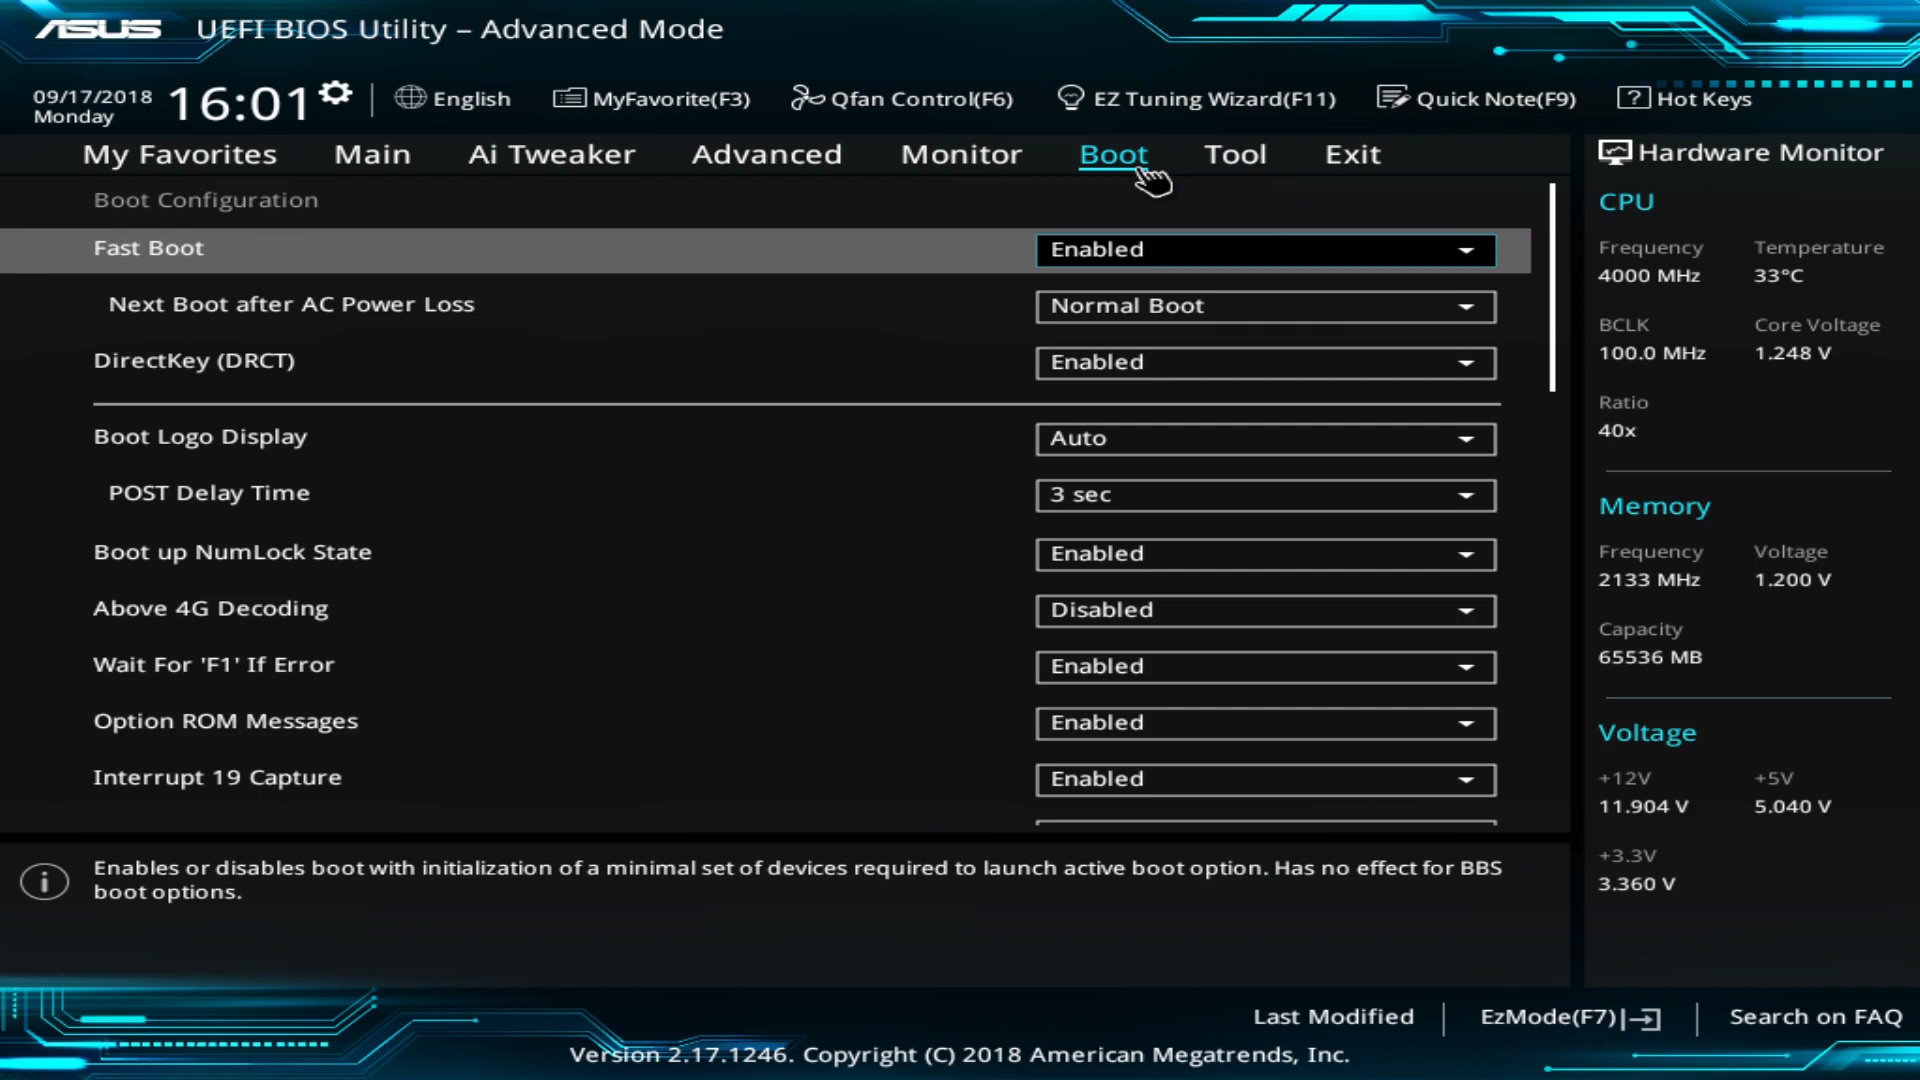 ASUS UEFI BIOS Utility – Advanced Mode
09/17/2018
Monday
16:01
English
MyFavorite(F3)
Qfan Control(F6)
EZ Tuning Wizard(F11)
Quick Note(F9)
? Hot Keys
My Favorites
Main
Ai Tweaker
Advanced
Monitor
Boot
Tool
Exit
Boot Configuration
Fast Boot Enabled
Next Boot after AC Power Loss Normal Boot
DirectKey (DRCT) Enabled
Boot Logo Display Auto
POST Delay Time 3 sec
Boot up NumLock State Enabled
Above 4G Decoding Disabled
Wait For 'F1' If Error Enabled
Option ROM Messages Enabled
Interrupt 19 Capture Enabled
Enables or disables boot with initialization of a minimal set of devices required to launch active boot option. Has no effect for BBS
boot options.
Hardware Monitor
CPU
Frequency Temperature
4000 MHz 33°C
BCLK Core Voltage
100.0 MHz 1.248 V
Ratio
40x
Memory
Frequency Voltage
2133 MHz 1.200 V
Capacity
65536 MB
Voltage
+12V +5V
11.904 V 5.040 V
+3.3V
3.360 V
Last Modified
EzMode(F7)
Search on FAQ
Version 2.17.1246. Copyright (C) 2018 American Megatrends, Inc.